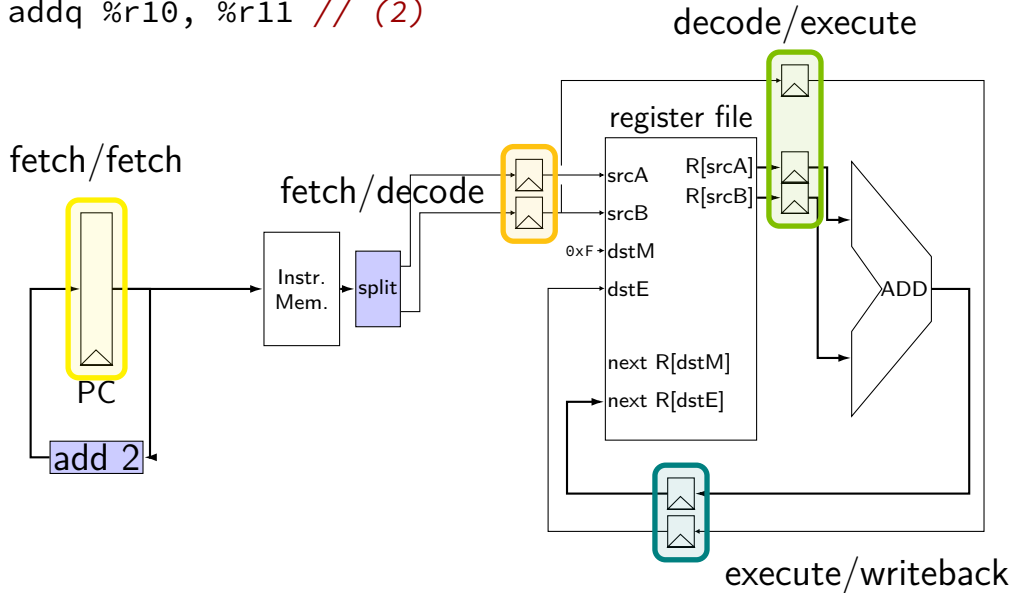 addq %r10, %r11 // (2)
decode/execute
register file
fetch/fetch
fetch/decode
srcA
R[srcA]
srcB
R[srcB]
0xF
dstM
dstE
Instr.
Mem.
split
ADD
next R[dstM]
next R[dstE]
PC
add 2
execute/writeback